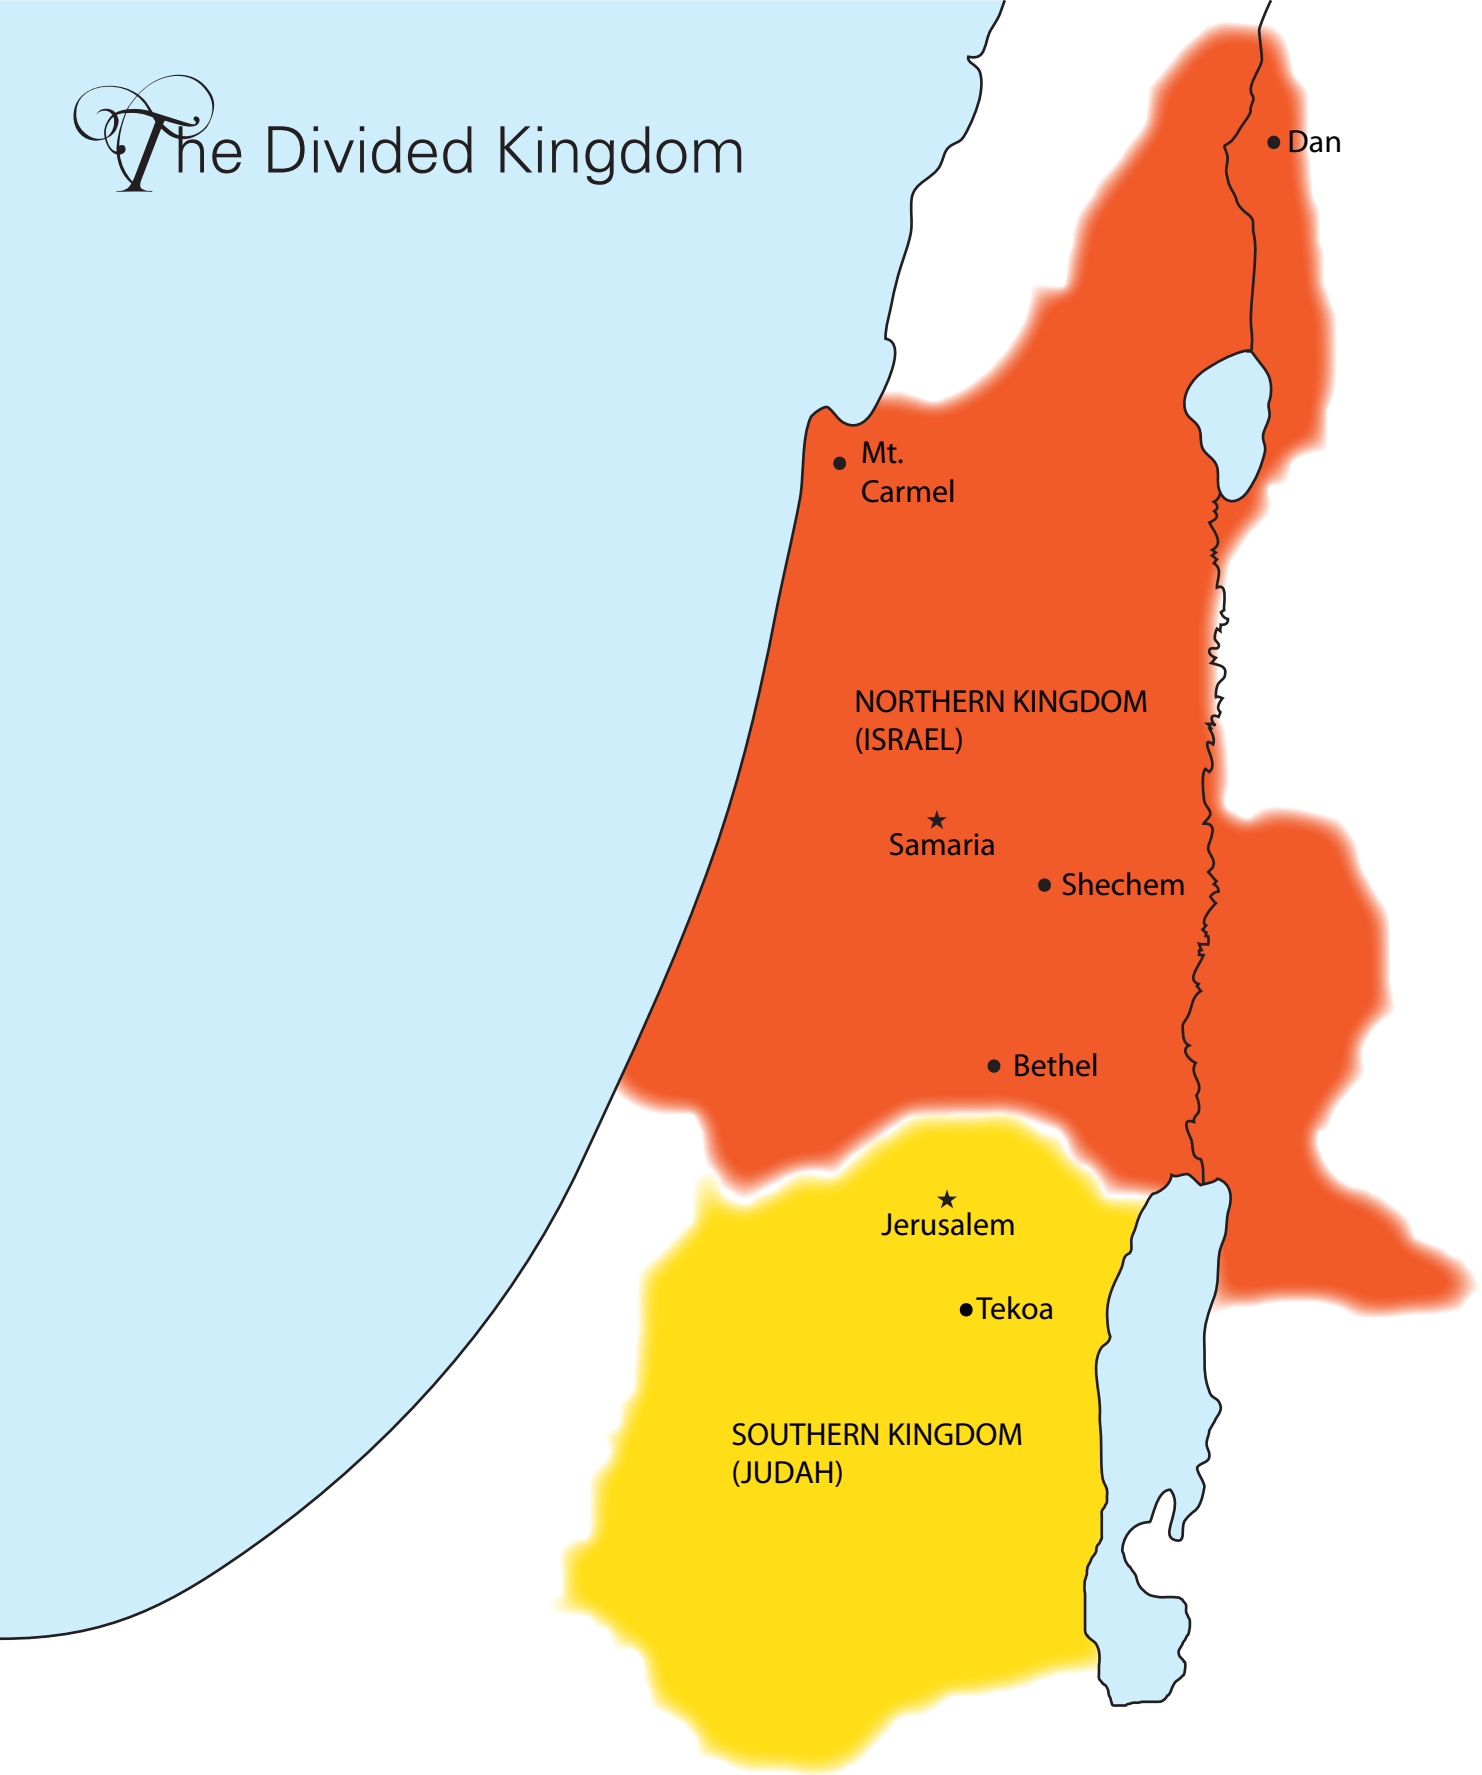 The Divided Kingdom
Dan
Mt.
Carmel
NORTHERN KINGDOM
(ISRAEL)
Samaria
Shechem
Bethel
Jerusalem
Tekoa
SOUTHERN KINGDOM
(JUDAH)